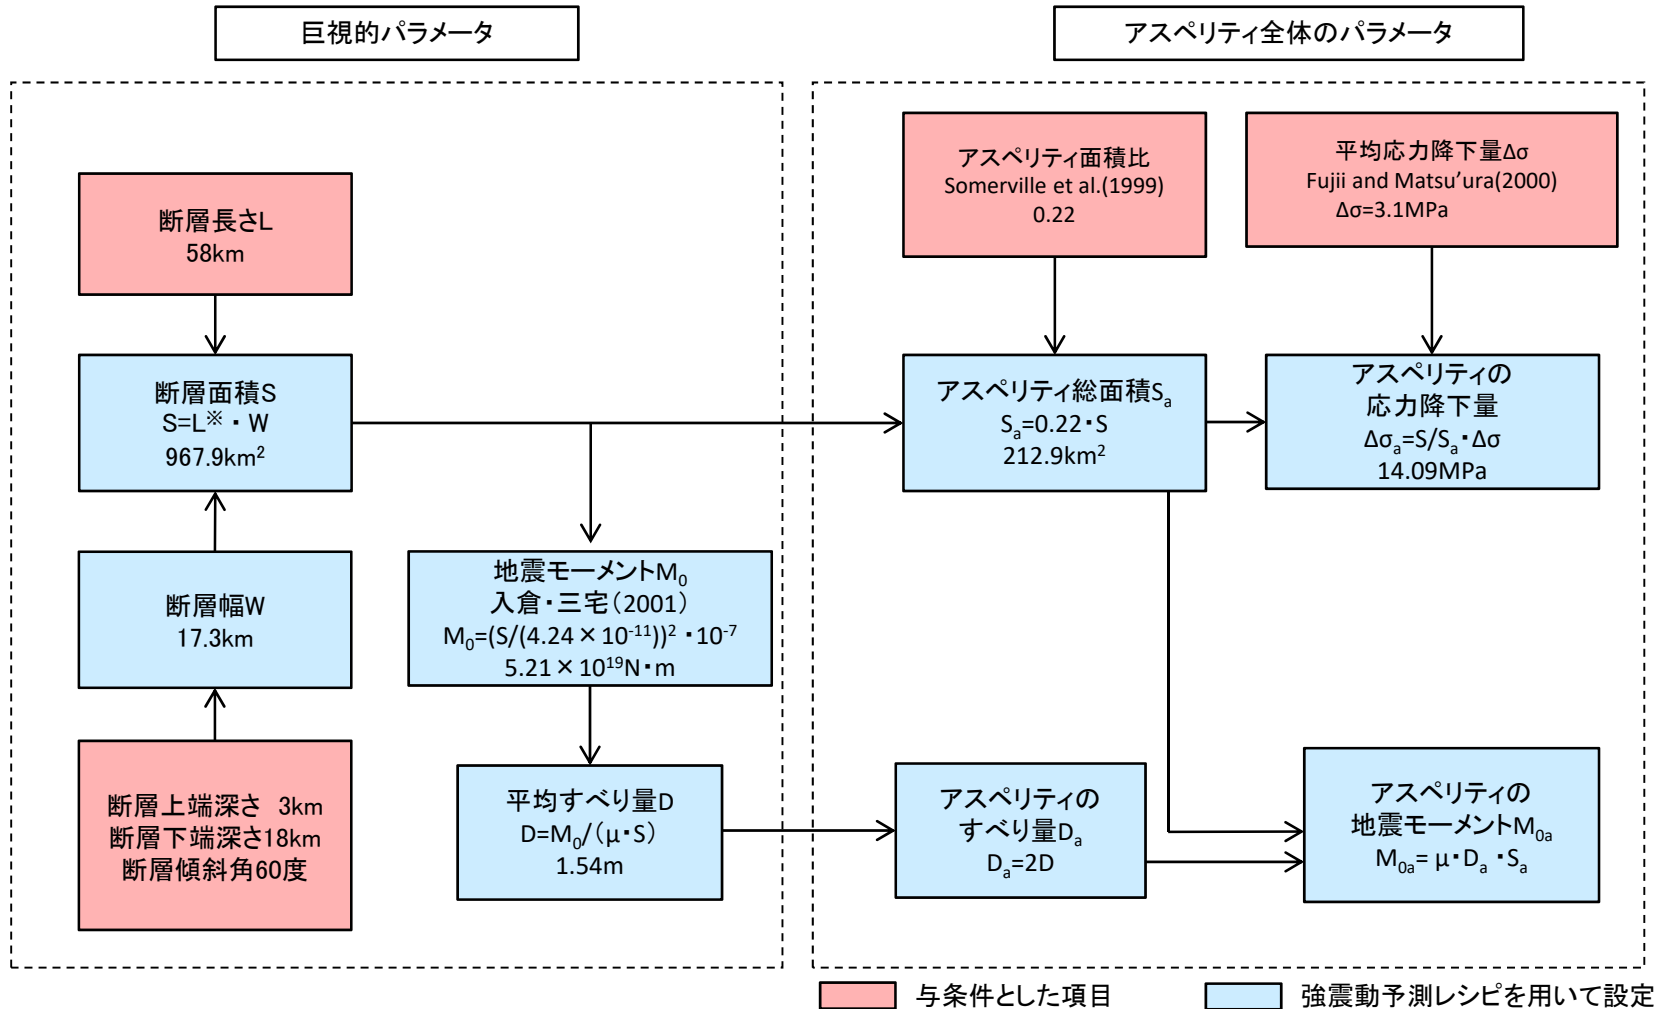 巨視的パラメータ
アスペリティ全体のパラメータ
断層長さL
58km
断層面積S
S=L※・W
967.9km²
断層幅W
17.3km
断層上端深さ 3km
断層下端深さ18km
断層傾斜角60度
地震モーメントM₀
入倉・三宅(2001)
M₀=(S/(4.24×10⁻¹¹))²・10⁻⁷
5.21×10¹⁹N・m
平均すべり量D
D=M₀/(μ・S)
1.54m
アスペリティ面積比
Somerville et al.(1999)
0.22
平均応力降下量Δσ
Fujii and Matsu’ura(2000)
Δσ=3.1MPa
アスペリティ総面積Sₐ
Sₐ=0.22・S
212.9km²
アスペリティの
応力降下量
Δσₐ=S/Sₐ・Δσ
14.09MPa
アスペリティの
すべり量Dₐ
Dₐ=2D
アスペリティの
地震モーメントM₀ₐ
M₀ₐ= μ・Dₐ・Sₐ
与条件とした項目
強震動予測レシピを用いて設定